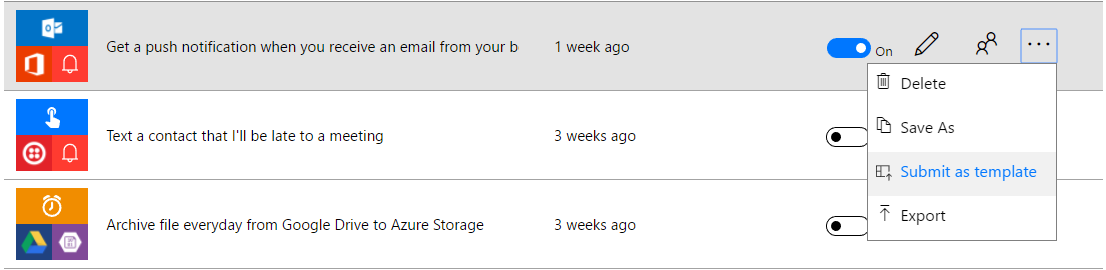 Get a push notification when you receive an email from your b
1 week ago
On
Delete
Text a contact that I'll be late to a meeting
3 weeks ago
Save As
Submit as template
Archive file everyday from Google Drive to Azure Storage
3 weeks ago
Export